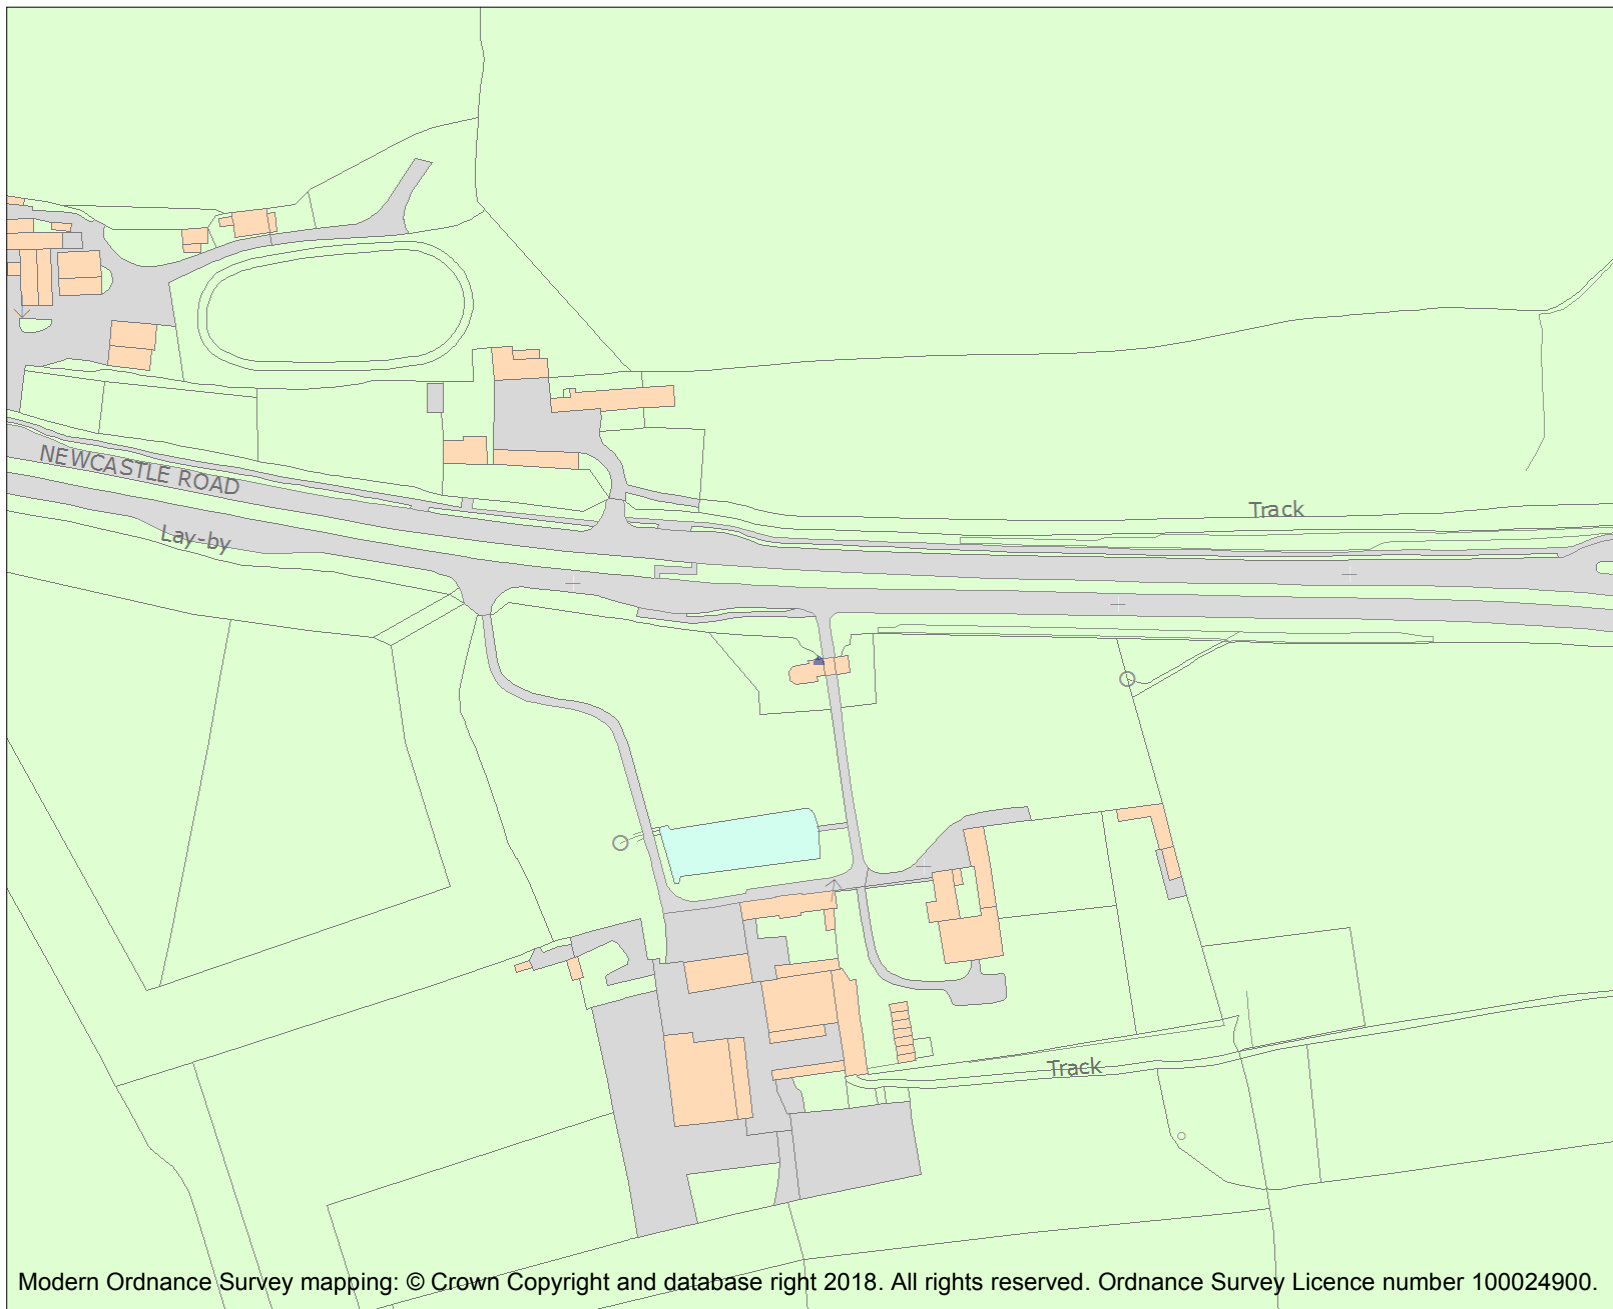 NEWCASTLE ROAD
Lay-by
Track
Track
Modern Ordnance Survey mapping: © Crown Copyright and database right 2018. All rights reserved. Ordnance Survey Licence number 100024900.